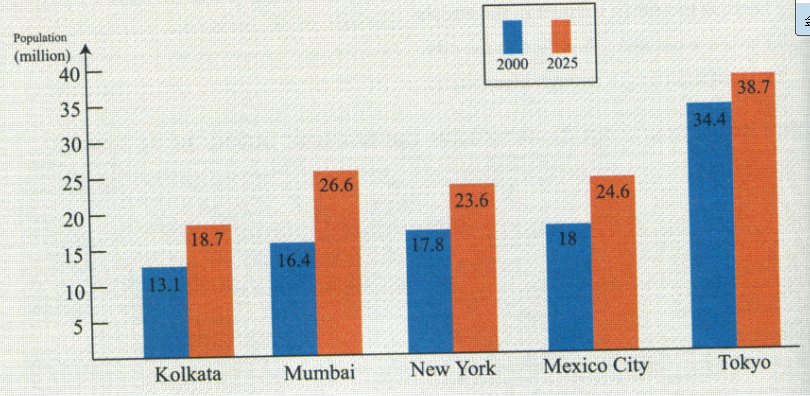 Population
(million)
2000 2025
40
35
30
25
20
15
10
5
13.1
18.7
16.4
26.6
17.8
23.6
18
24.6
34.4
38.7
Kolkata
Mumbai
New York
Mexico City
Tokyo